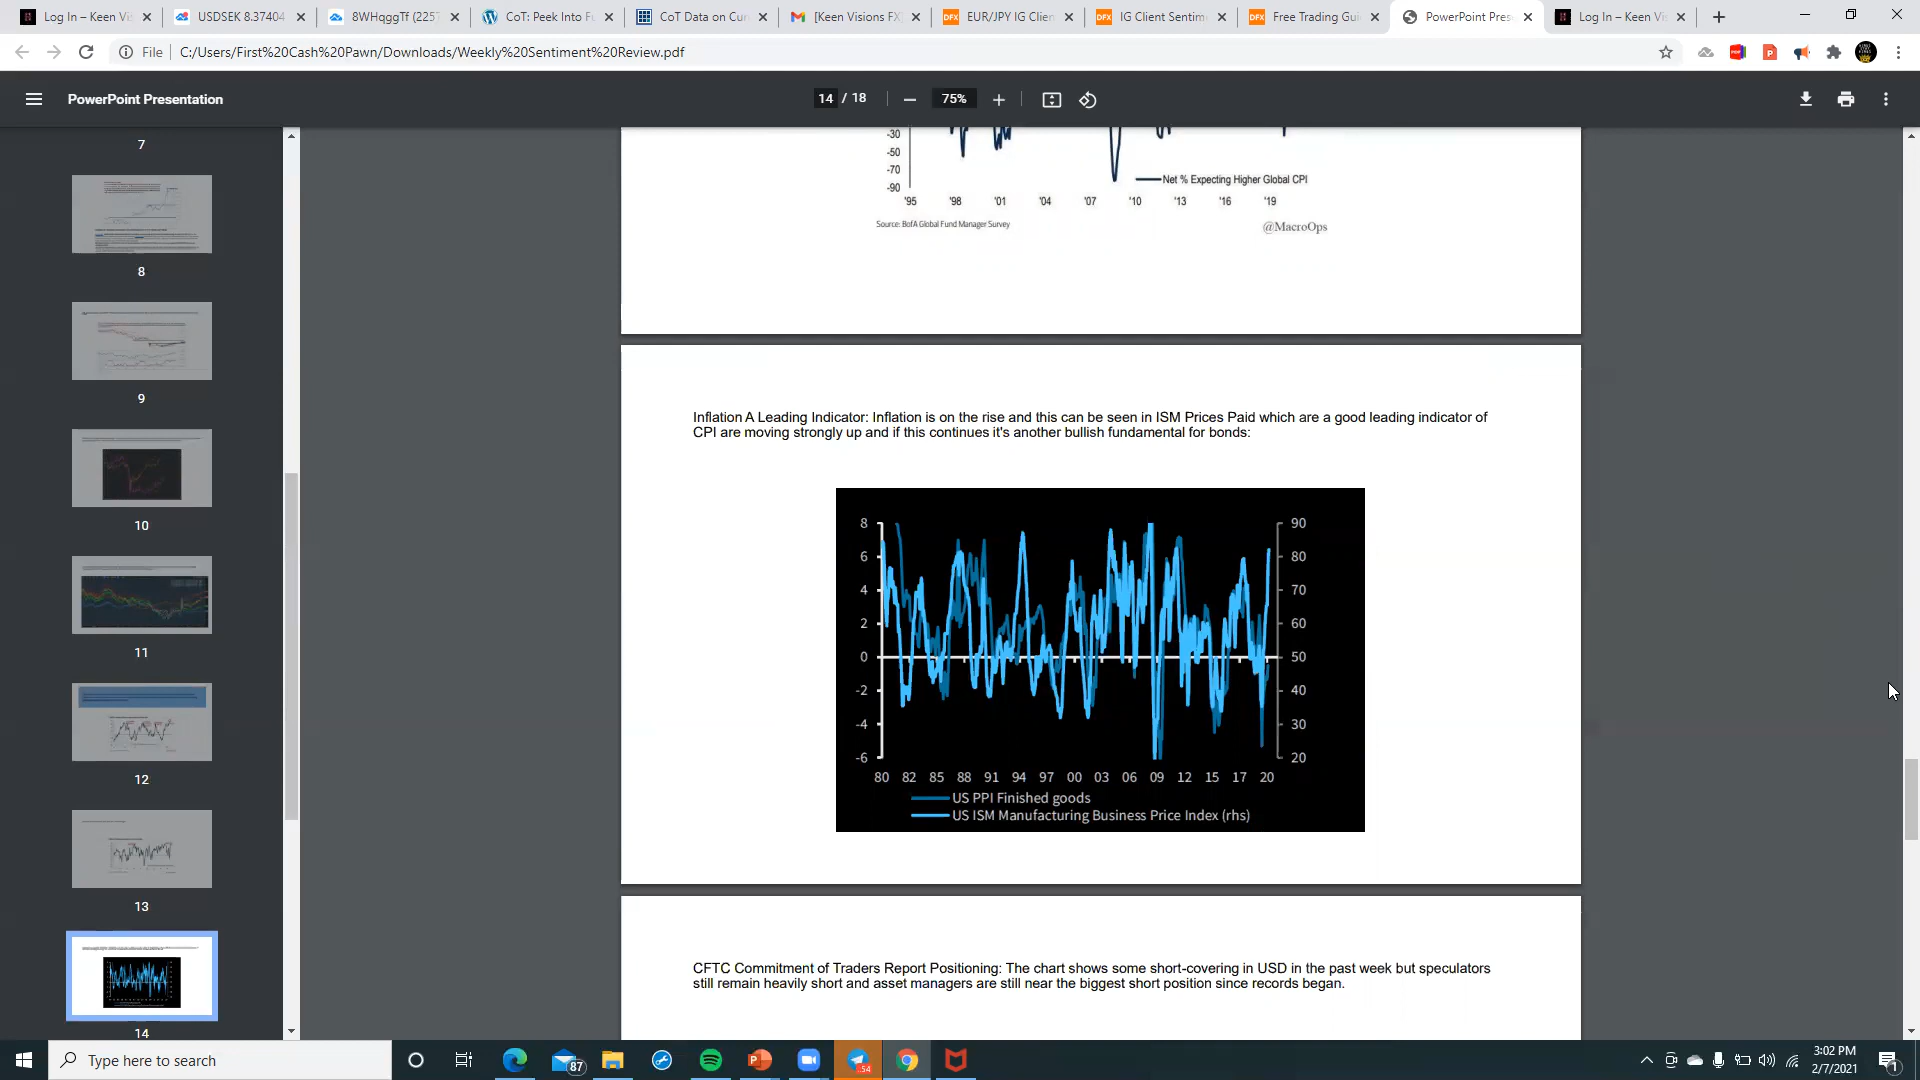 Log In – Keen Vis
USDSEK 8.37404
8WHqggTf (2257
CoT: Peek Into Fu
CoT Data on Curr
[Keen Visions FX]
DFX EUR/JPY IG Clien
DFX IG Client Sentim
DFX Free Trading Gui
PowerPoint Pres
Log In – Keen Vis
File C:/Users/First%20Cash%20Pawn/Downloads/Weekly%20Sentiment%20Review.pdf
PowerPoint Presentation
14 / 18
75%
7
8
9
10
11
12
13
14
-30
-50
-70
-90
Net % Expecting Higher Global CPI
'95 '98 '01 '04 '07 '10 '13 '16 '19
Source: BofA Global Fund Manager Survey
@MacroOps
Inflation A Leading Indicator: Inflation is on the rise and this can be seen in ISM Prices Paid which are a good leading indicator of
CPI are moving strongly up and if this continues it's another bullish fundamental for bonds:
8 90
6 80
4 70
2 60
0 50
-2 40
-4 30
-6 20
80 82 85 88 91 94 97 00 03 06 09 12 15 17 20
US PPI Finished goods
US ISM Manufacturing Business Price Index (rhs)
CFTC Commitment of Traders Report Positioning: The chart shows some short-covering in USD in the past week but speculators
still remain heavily short and asset managers are still near the biggest short position since records began.
Type here to search
87
54
3:02 PM
2/7/2021
1